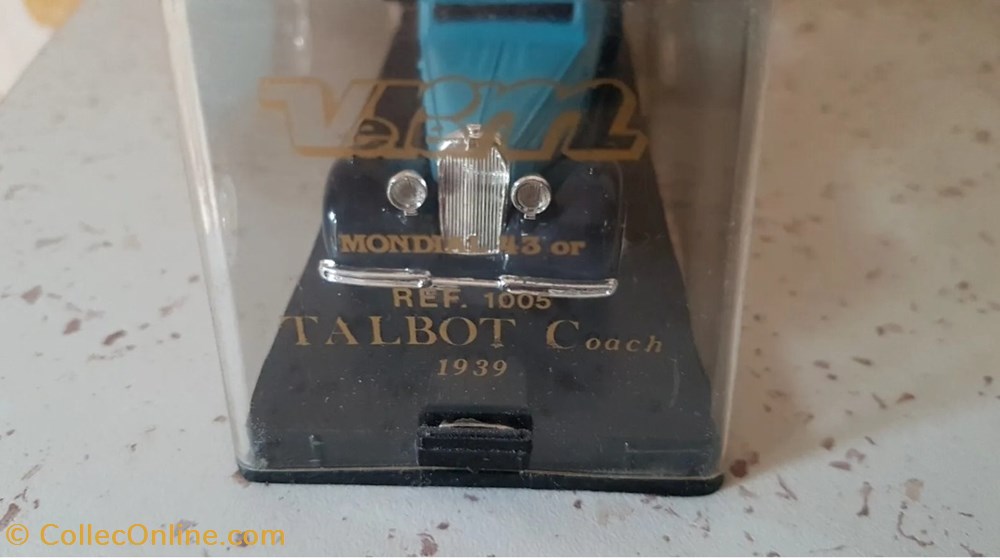 Verem
MONDIAL 43 or
REF. 1005
TALBOT Coach
1939
© CollecOnline.com